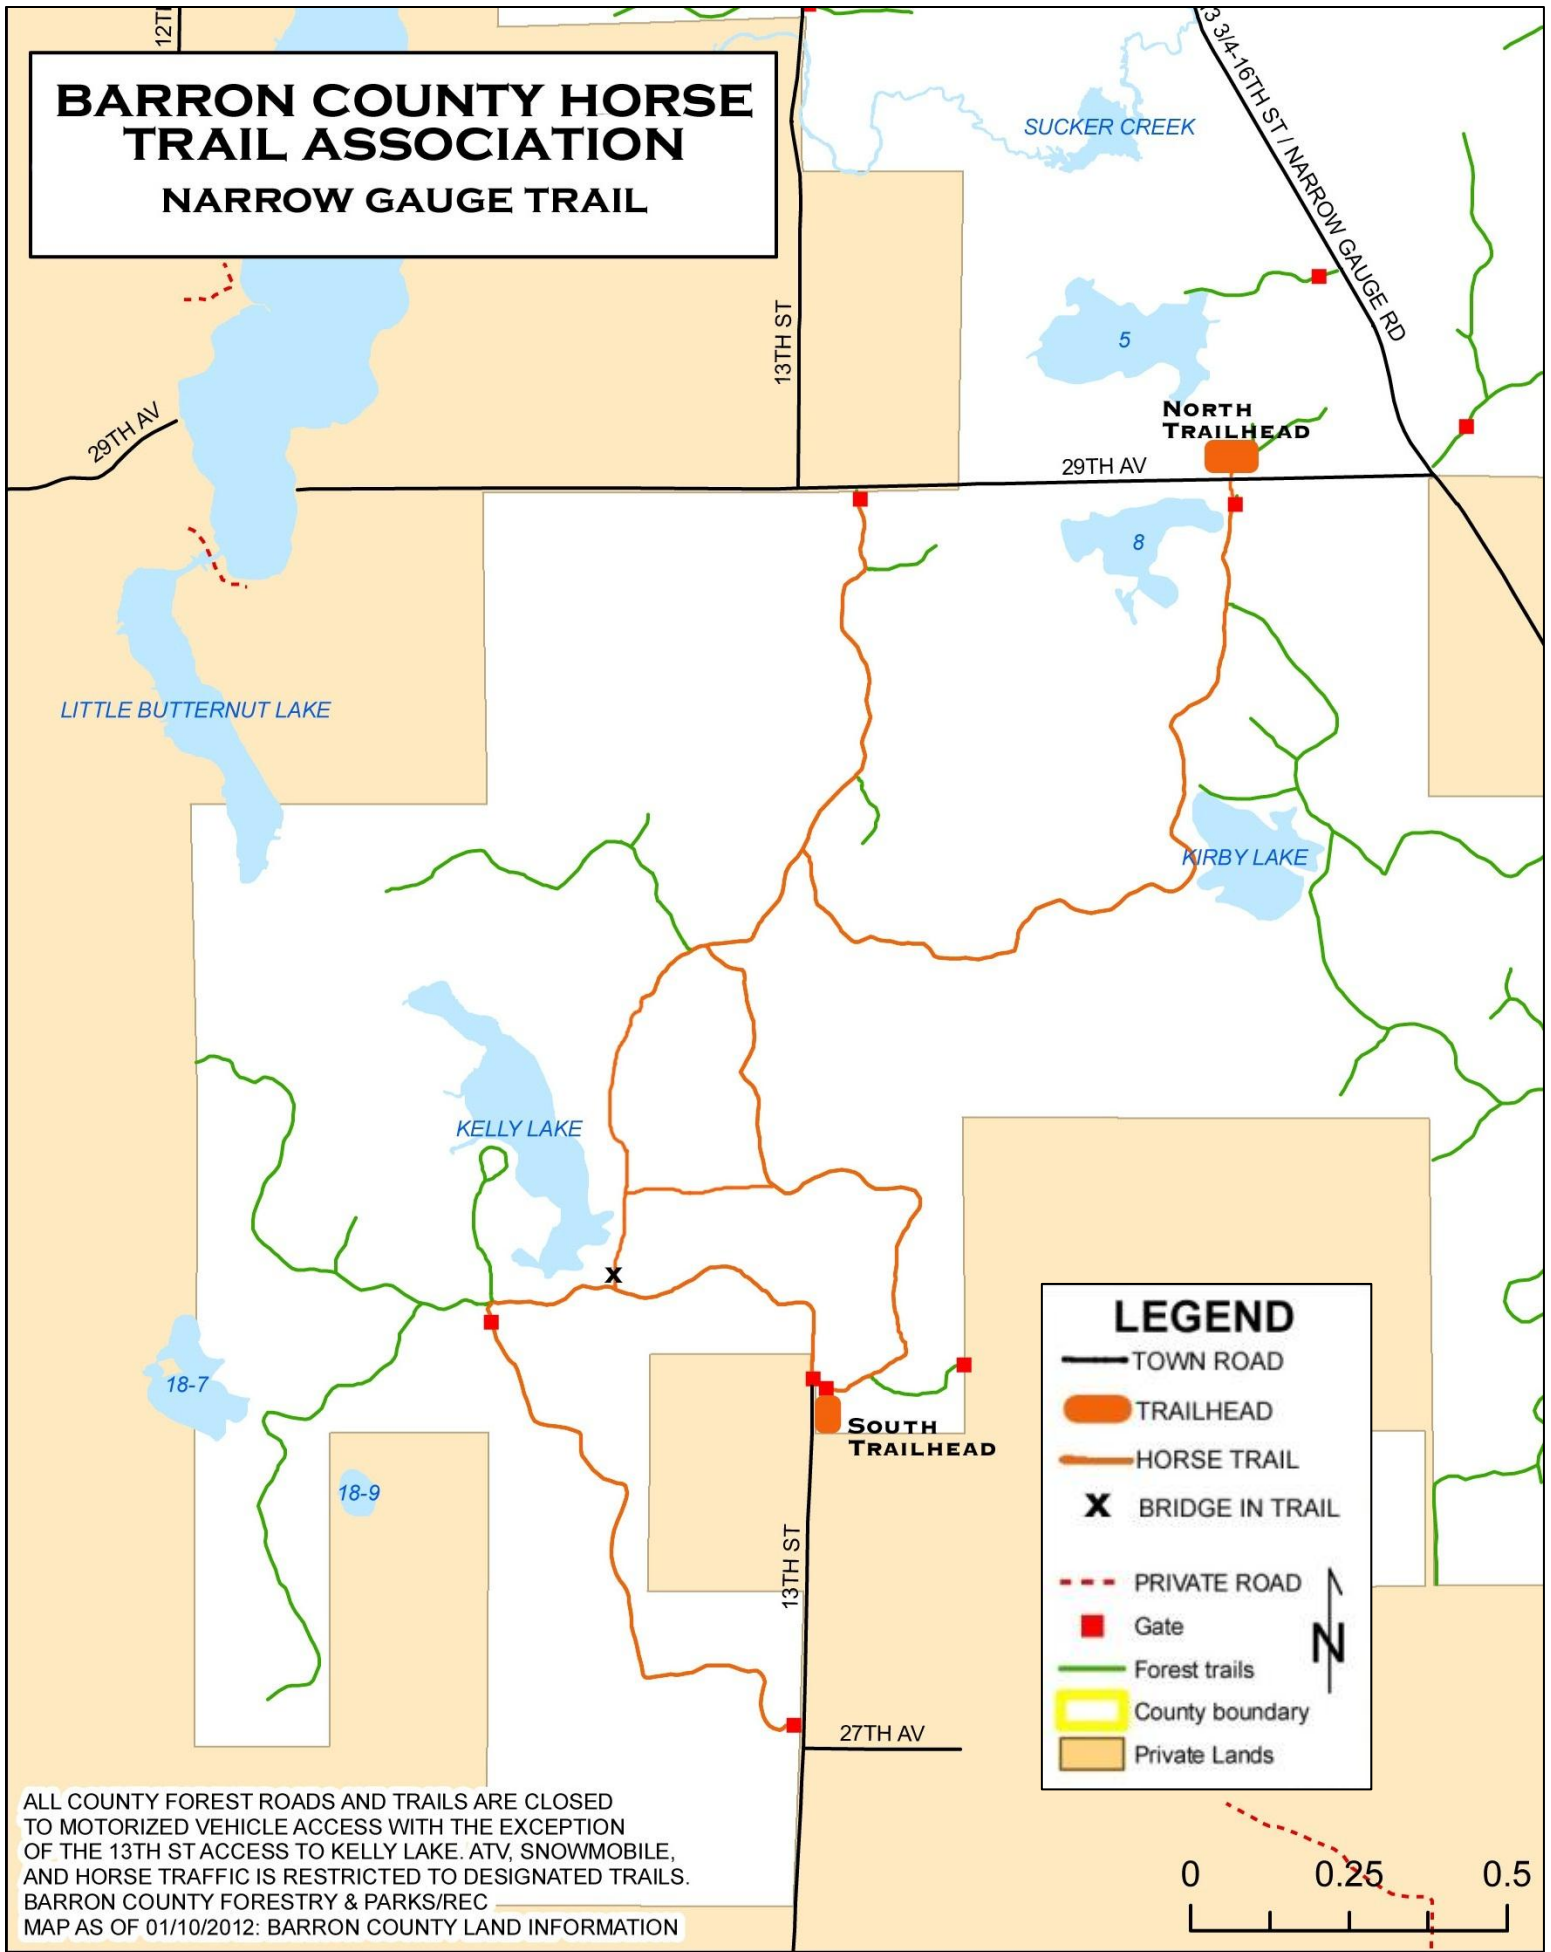 12TH
BARRON COUNTY HORSE
TRAIL ASSOCIATION
NARROW GAUGE TRAIL
13 3/4-16TH ST / NARROW GAUGE RD
SUCKER CREEK
13TH ST
5
29TH AV
NORTH
TRAILHEAD
29TH AV
8
LITTLE BUTTERNUT LAKE
KIRBY LAKE
KELLY LAKE
X
18-7
18-9
SOUTH
TRAILHEAD
13TH ST
27TH AV
LEGEND
TOWN ROAD
TRAILHEAD
HORSE TRAIL
X BRIDGE IN TRAIL
PRIVATE ROAD
Gate
N
Forest trails
County boundary
Private Lands
ALL COUNTY FOREST ROADS AND TRAILS ARE CLOSED
TO MOTORIZED VEHICLE ACCESS WITH THE EXCEPTION
OF THE 13TH ST ACCESS TO KELLY LAKE. ATV, SNOWMOBILE,
AND HORSE TRAFFIC IS RESTRICTED TO DESIGNATED TRAILS.
BARRON COUNTY FORESTRY & PARKS/REC
MAP AS OF 01/10/2012: BARRON COUNTY LAND INFORMATION
0 0.25 0.5